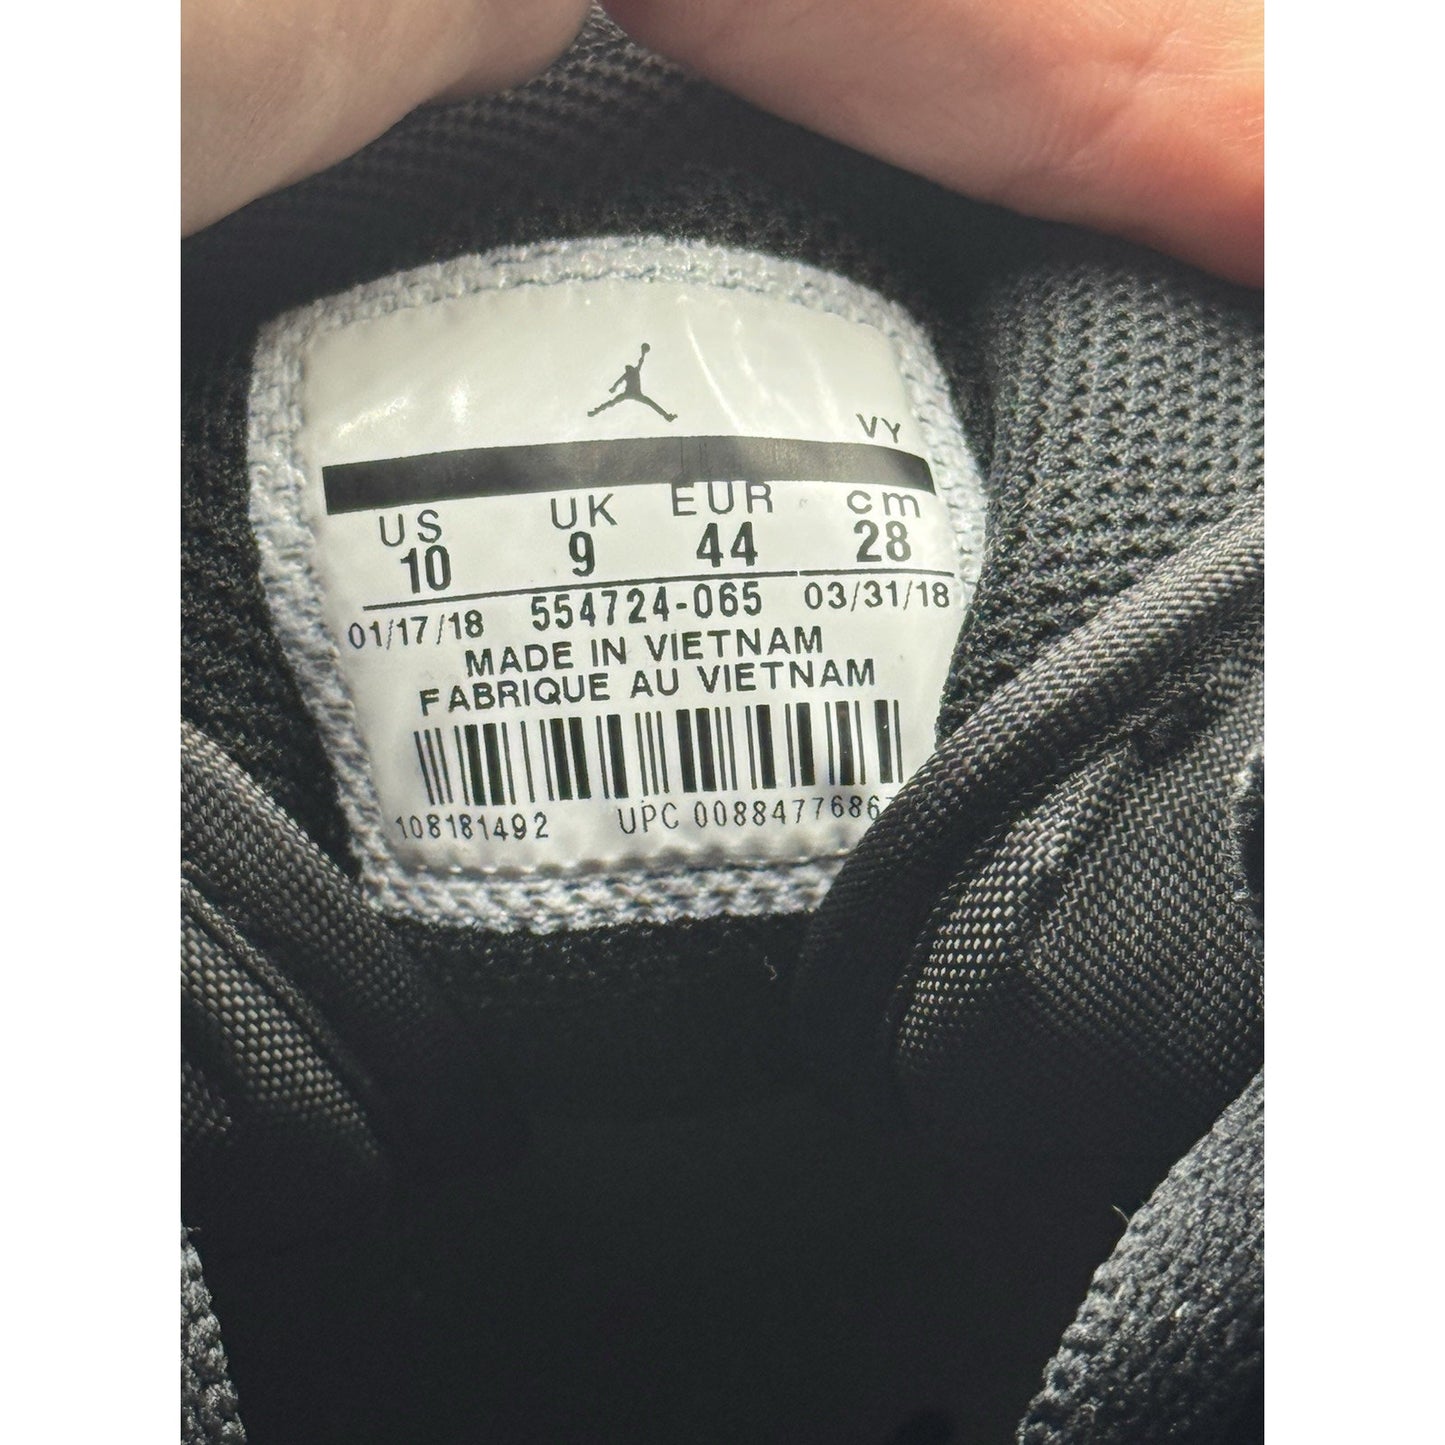 VY
US UK EUR cm
10 9 44 28
01/17/18 554724-065 03/31/18
MADE IN VIETNAM
FABRIQUE AU VIETNAM
108181492 UPC 0088477686